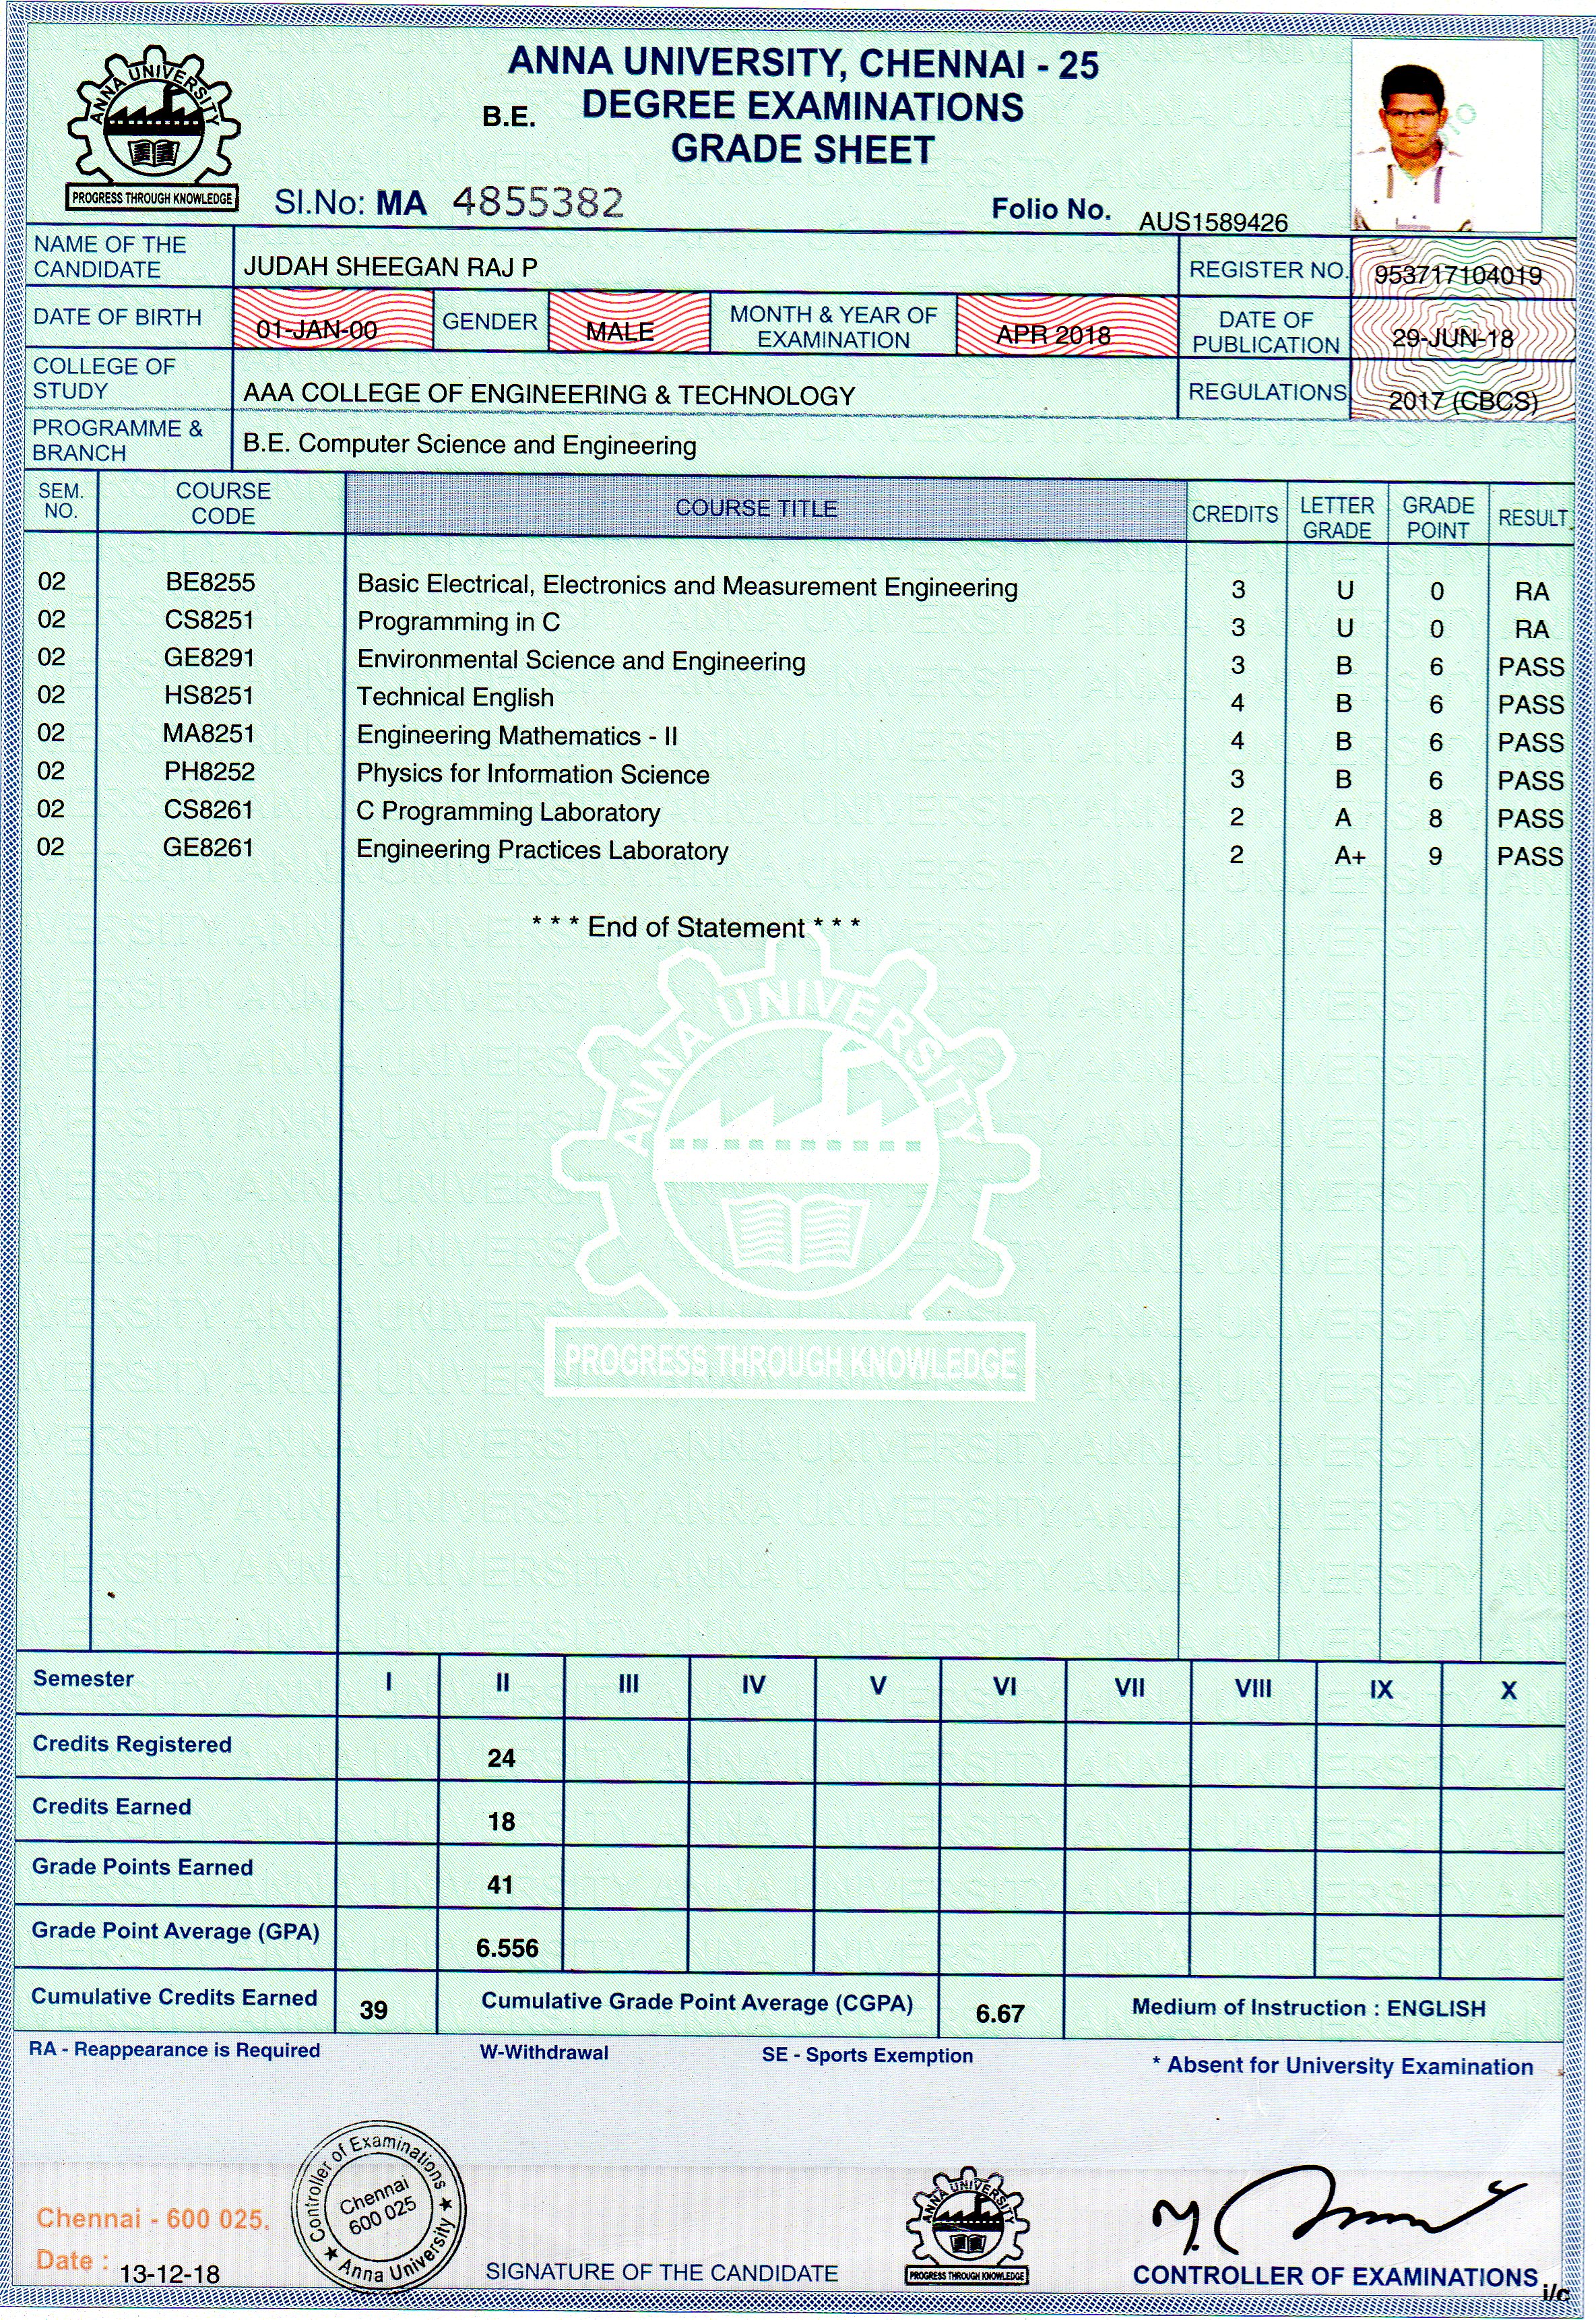 ANNA UNIVERSITY
PROGRESS THROUGH KNOWLEDGE
ANNA UNIVERSITY, CHENNAI - 25
B.E. DEGREE EXAMINATIONS
GRADE SHEET
Sl.No: MA 4855382
Folio No. AUS1589426
NAME OF THE CANDIDATE JUDAH SHEEGAN RAJ P REGISTER NO. 953717104019
DATE OF BIRTH 01-JAN-00 GENDER MALE MONTH & YEAR OF EXAMINATION APR 2018 DATE OF PUBLICATION 29-JUN-18
COLLEGE OF STUDY AAA COLLEGE OF ENGINEERING & TECHNOLOGY REGULATIONS 2017 (CBCS)
PROGRAMME & BRANCH B.E. Computer Science and Engineering
SEM. NO. COURSE CODE COURSE TITLE CREDITS LETTER GRADE GRADE POINT RESULT
02 BE8255 Basic Electrical, Electronics and Measurement Engineering 3 U 0 RA
02 CS8251 Programming in C 3 U 0 RA
02 GE8291 Environmental Science and Engineering 3 B 6 PASS
02 HS8251 Technical English 4 B 6 PASS
02 MA8251 Engineering Mathematics - II 4 B 6 PASS
02 PH8252 Physics for Information Science 3 B 6 PASS
02 CS8261 C Programming Laboratory 2 A 8 PASS
02 GE8261 Engineering Practices Laboratory 2 A+ 9 PASS
* * * End of Statement * * *
ANNA UNIVERSITY
PROGRESS THROUGH KNOWLEDGE
Semester I II III IV V VI VII VIII IX X
Credits Registered 24
Credits Earned 18
Grade Points Earned 41
Grade Point Average (GPA) 6.556
Cumulative Credits Earned 39 Cumulative Grade Point Average (CGPA) 6.67 Medium of Instruction : ENGLISH
RA - Reappearance is Required W-Withdrawal SE - Sports Exemption * Absent for University Examination
Controller of Examinations
Chennai
600 025
★ Anna University ★
Chennai - 600 025.
Date : 13-12-18
SIGNATURE OF THE CANDIDATE
ANNA UNIVERSITY
PROGRESS THROUGH KNOWLEDGE
CONTROLLER OF EXAMINATIONS
i/c